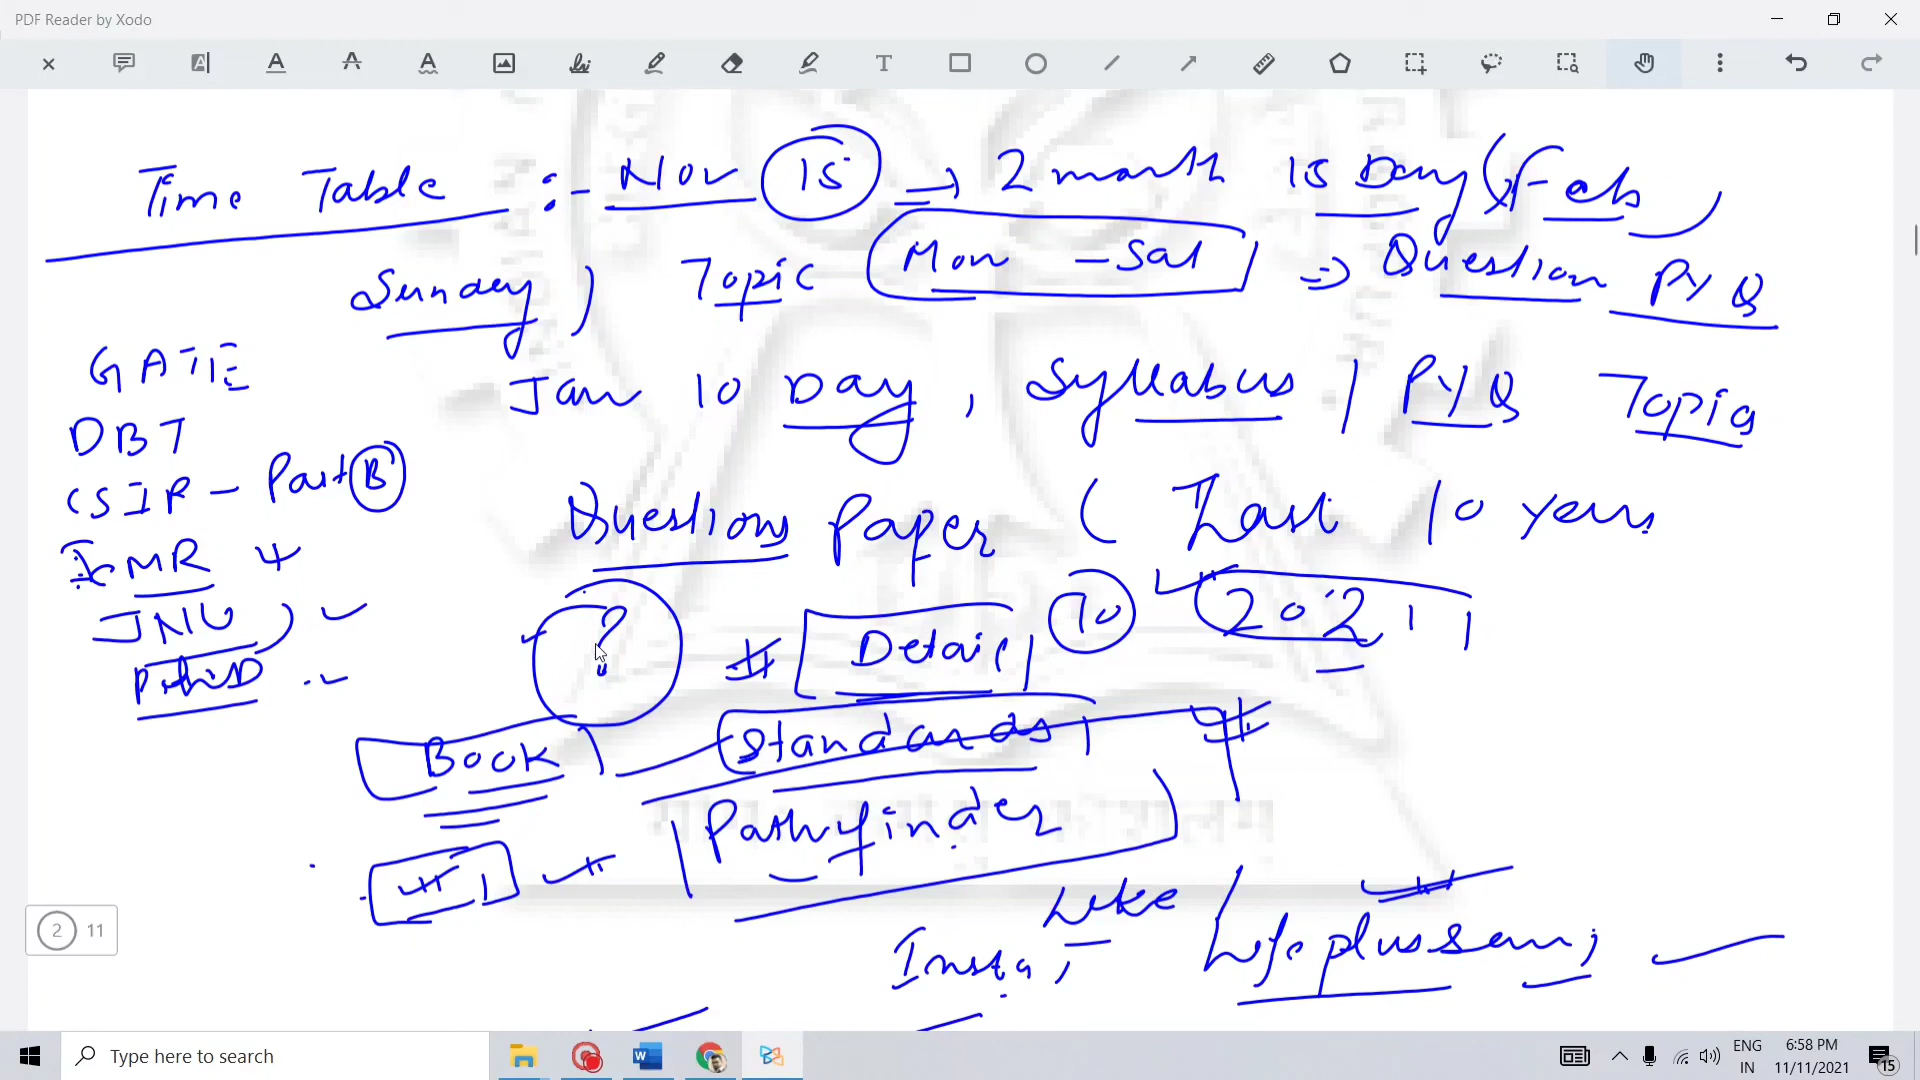 PDF Reader by Xodo
Time Table :- Nov 15 => 2 month 15 Day (Feb)
Sunday) Topic Mon - Sat => Question PYQ
GATE
Jan 10 Day, Syllabus / PYQ Topic
DBT
CSIR - Part B
Questions Paper ( Last 10 years
ICMR
JNU)
? # Detail 10 2021
PhD
Book Standards
Pathfinder
Like
Insta, Lifeplussam;
2 11
Type here to search
ENG
IN
6:58 PM
11/11/2021
15